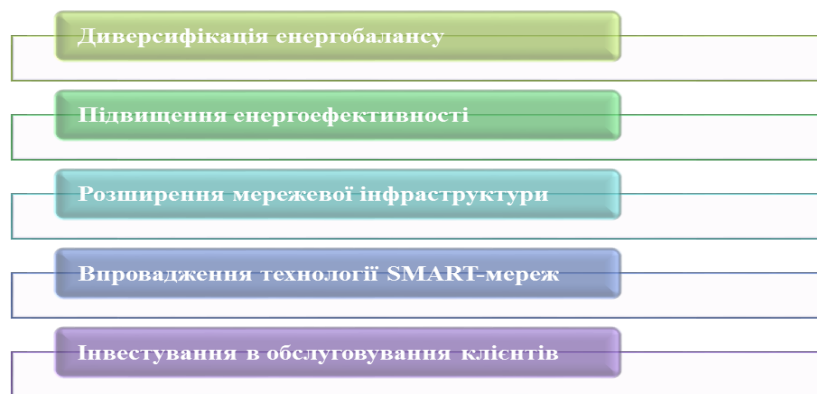 Диверсифікація енергобалансу
Підвищення енергоефективності
Розширення мережевої інфраструктури
Впровадження технології SMART-мереж
Інвестування в обслуговування клієнтів